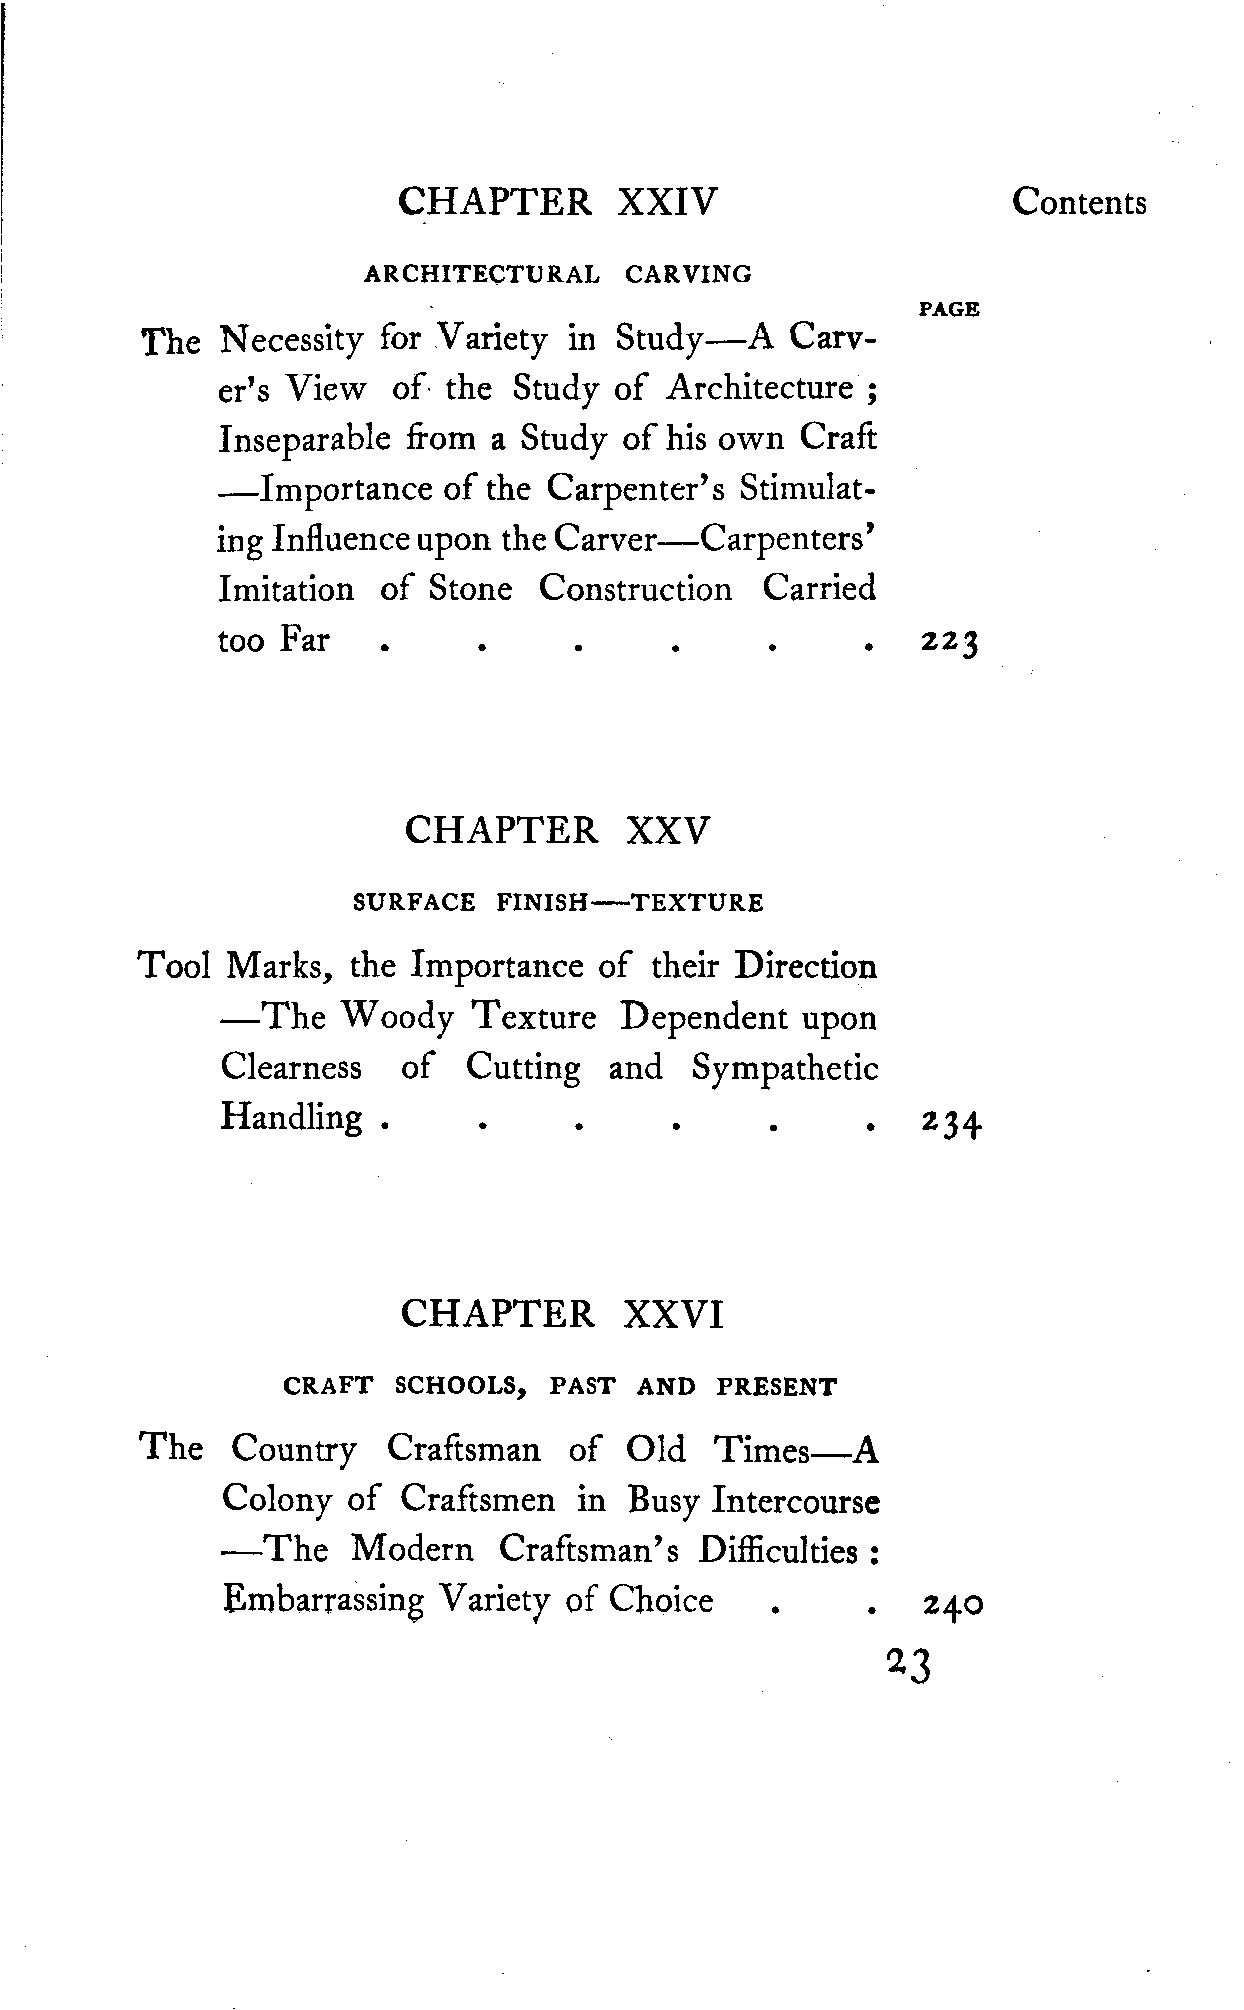 CHAPTER XXIV Contents
ARCHITECTURAL CARVING
PAGE
The Necessity for Variety in Study—A Carv-
er's View of the Study of Architecture ;
Inseparable from a Study of his own Craft
—Importance of the Carpenter's Stimulat-
ing Influence upon the Carver—Carpenters'
Imitation of Stone Construction Carried
too Far . . . . . . 223
CHAPTER XXV
SURFACE FINISH—TEXTURE
Tool Marks, the Importance of their Direction
—The Woody Texture Dependent upon
Clearness of Cutting and Sympathetic
Handling . . . . . . 234
CHAPTER XXVI
CRAFT SCHOOLS, PAST AND PRESENT
The Country Craftsman of Old Times—A
Colony of Craftsmen in Busy Intercourse
—The Modern Craftsman's Difficulties :
Embarrassing Variety of Choice . . 240
23